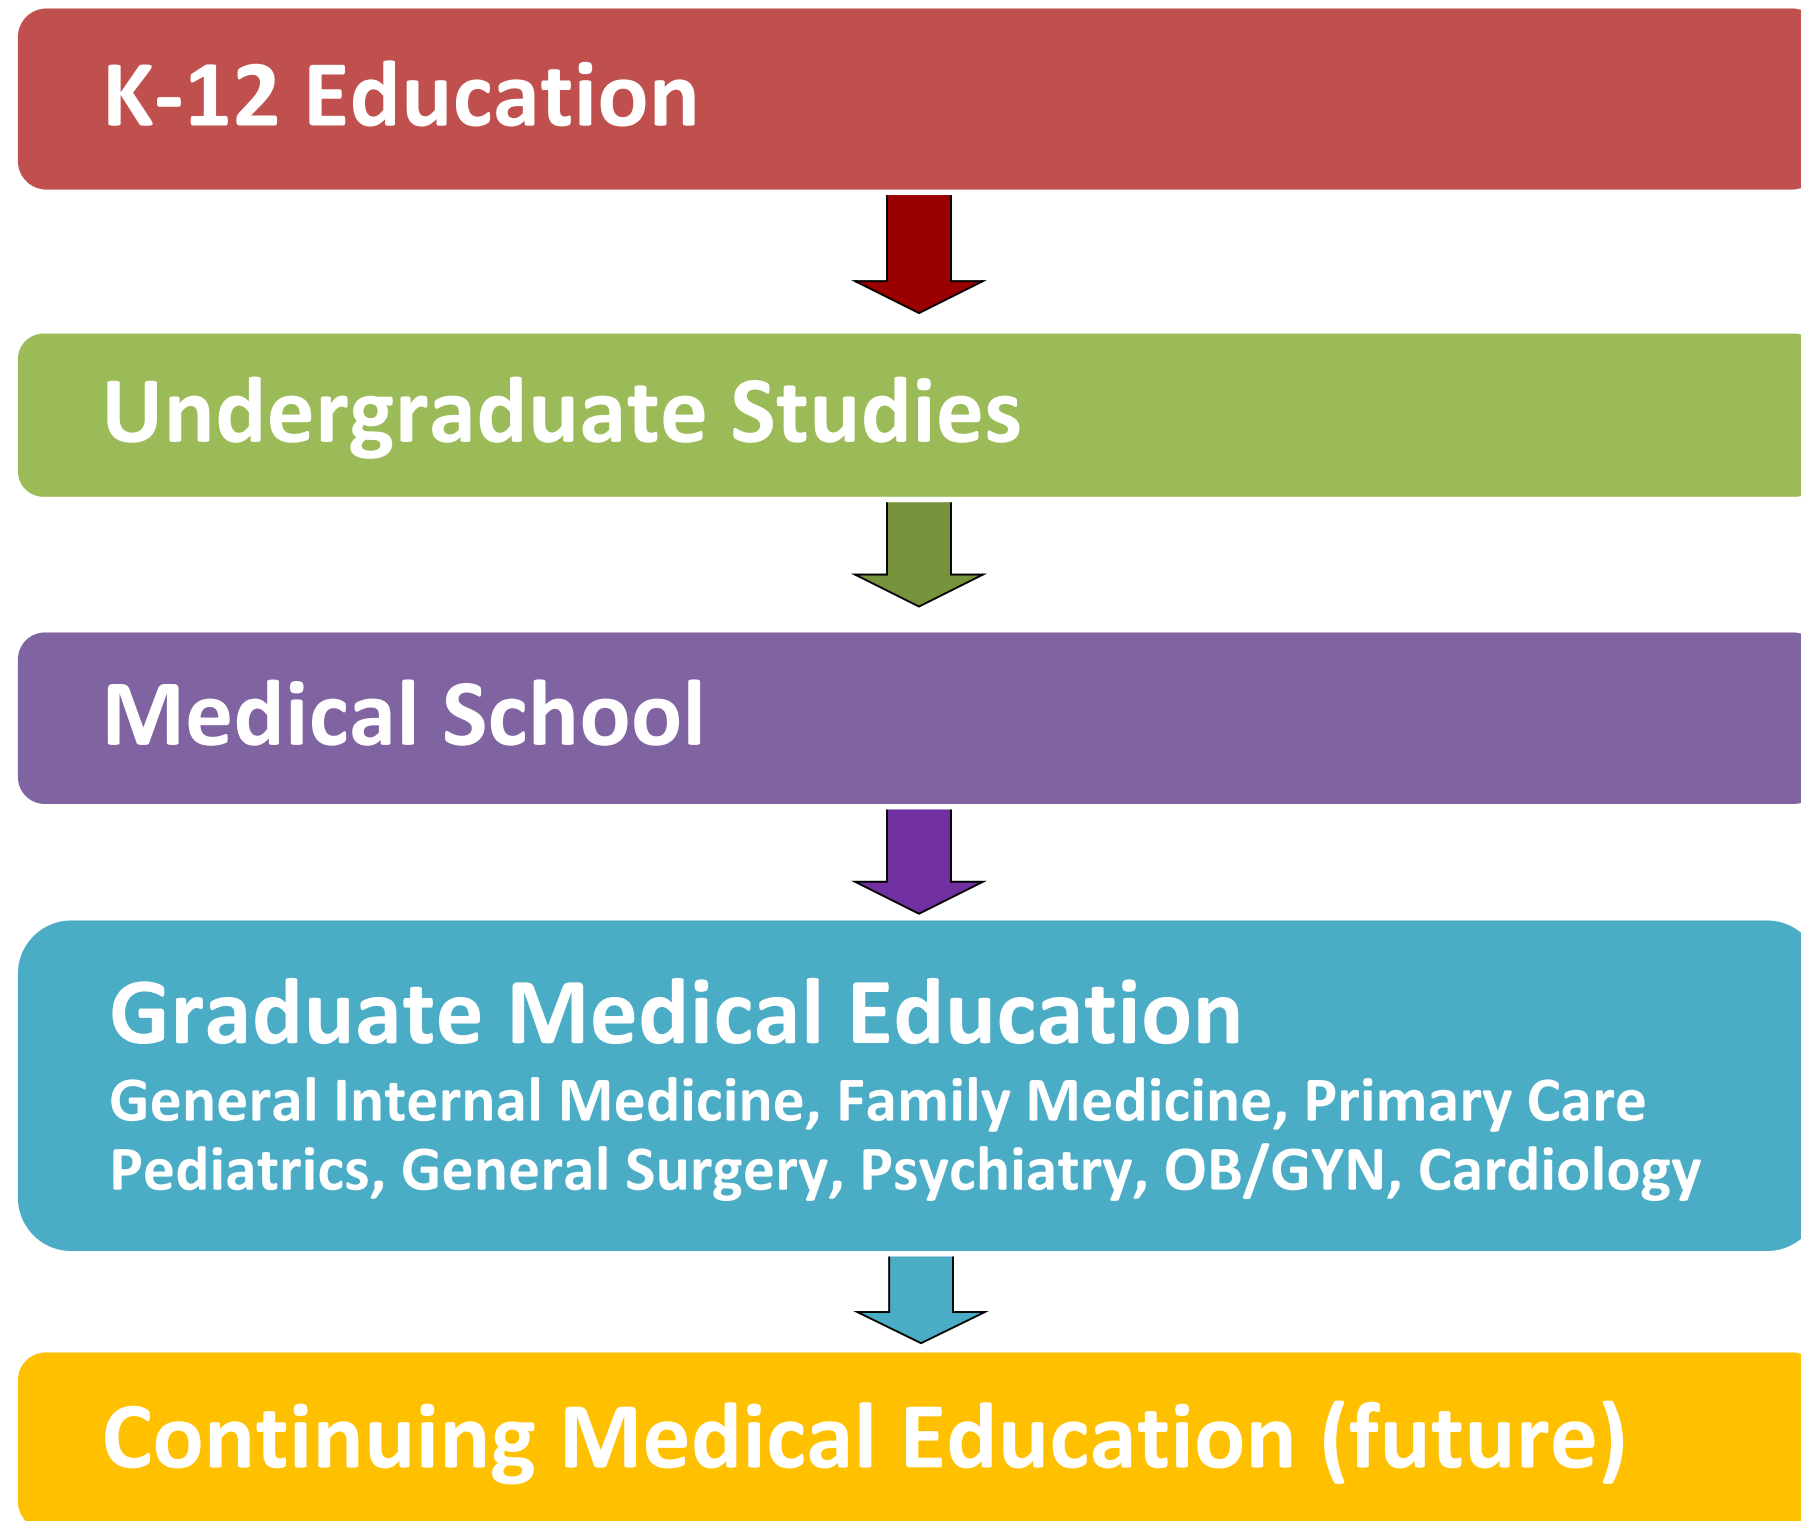 K-12 Education
Undergraduate Studies
Medical School
Graduate Medical Education
General Internal Medicine, Family Medicine, Primary Care
Pediatrics, General Surgery, Psychiatry, OB/GYN, Cardiology
Continuing Medical Education (future)